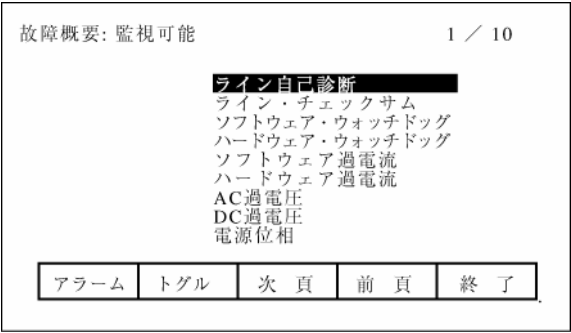 故障概要: 監視可能 1 ／ 10
ライン自己診断
ライン・チェックサム
ソフトウェア・ウォッチドッグ
ハードウェア・ウォッチドッグ
ソフトウェア過電流
ハードウェア過電流
AC過電圧
DC過電圧
電源位相
アラーム トグル 次 頁 前 頁 終 了